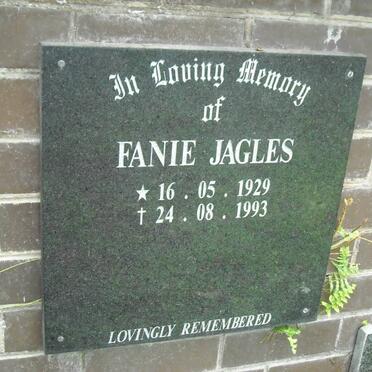 In Loving Memory
of
FANIE JAGLES
★ 16 . 05 . 1929
† 24 . 08 . 1993
LOVINGLY REMEMBERED